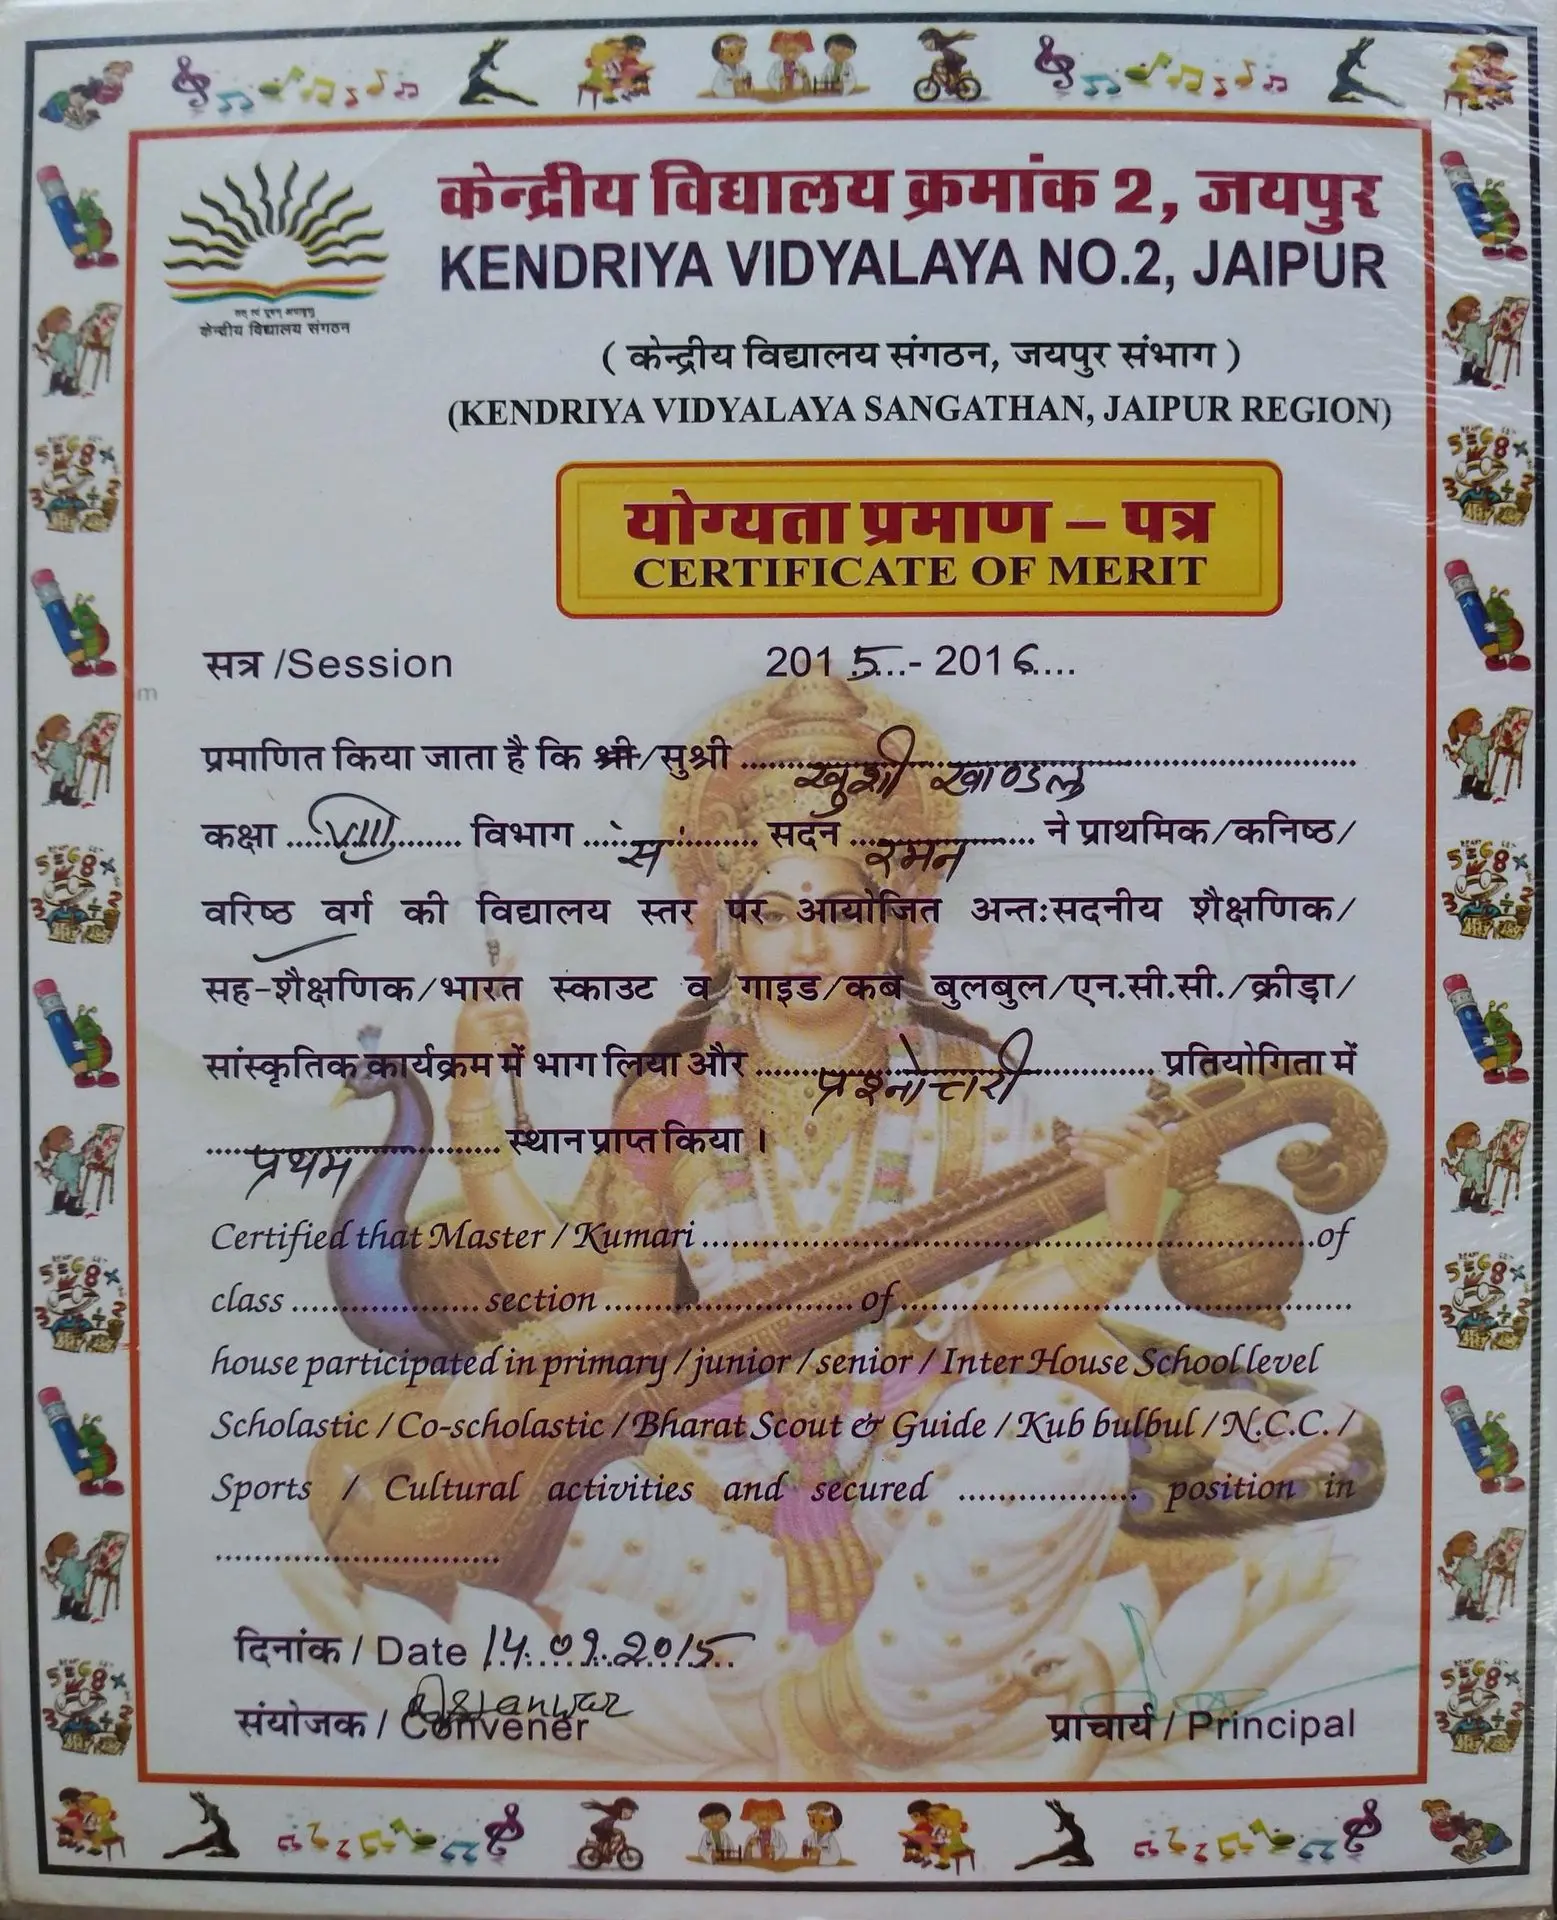 केन्द्रीय विद्यालय क्रमांक 2, जयपुर
KENDRIYA VIDYALAYA NO.2, JAIPUR
केन्द्रीय विद्यालय संगठन
( केन्द्रीय विद्यालय संगठन, जयपुर संभाग )
(KENDRIYA VIDYALAYA SANGATHAN, JAIPUR REGION)
योग्यता प्रमाण – पत्र
CERTIFICATE OF MERIT
सत्र /Session 2015 - 2016
प्रमाणित किया जाता है कि श्री/सुश्री खुशी खाण्डल
कक्षा VIII विभाग स सदन रमन ने प्राथमिक/कनिष्ठ/
वरिष्ठ वर्ग की विद्यालय स्तर पर आयोजित अन्तःसदनीय शैक्षणिक/
सह-शैक्षणिक/भारत स्काउट व गाइड/कब बुलबुल/एन.सी.सी./क्रीड़ा/
सांस्कृतिक कार्यक्रम में भाग लिया और प्रश्नोत्तरी प्रतियोगिता में
प्रथम स्थान प्राप्त किया ।
Certified that Master / Kumari ........ of
class ........ section ........ of ........
house participated in primary / junior / senior / Inter House School level
Scholastic / Co-scholastic / Bharat Scout & Guide / Kub bulbul / N.C.C. /
Sports / Cultural activities and secured ........ position in
........
दिनांक / Date 14.09.2015
संयोजक / Convener
प्राचार्य / Principal